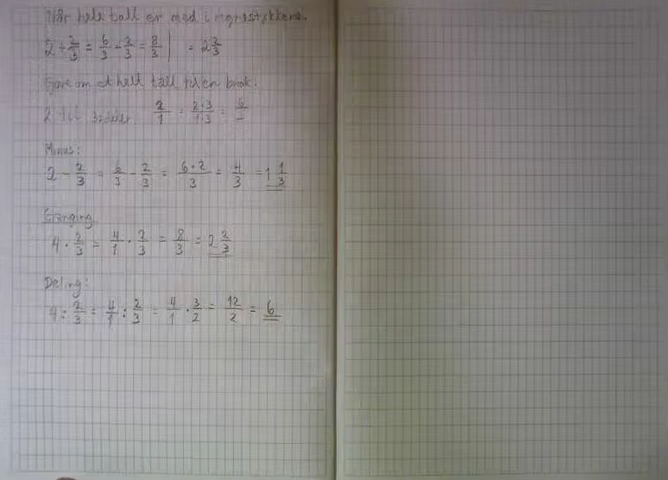 Når hele tall er med i regnestykkene.
2 + 2/3 = 6/3 + 2/3 = 8/3 | = 2 2/3
Gjøre om et helt tall til en brøk:
2 til 3-deler 2/1 = 2·3/1·3 = 6/
Minus:
2 - 2/3 = 6/3 - 2/3 = 6-2/3 = 4/3 = 1 1/3
Ganging
4 · 2/3 = 4/1 · 2/3 = 8/3 = 2 2/3
Deling:
4 : 2/3 = 4/1 : 2/3 = 4/1 · 3/2 = 12/2 = 6